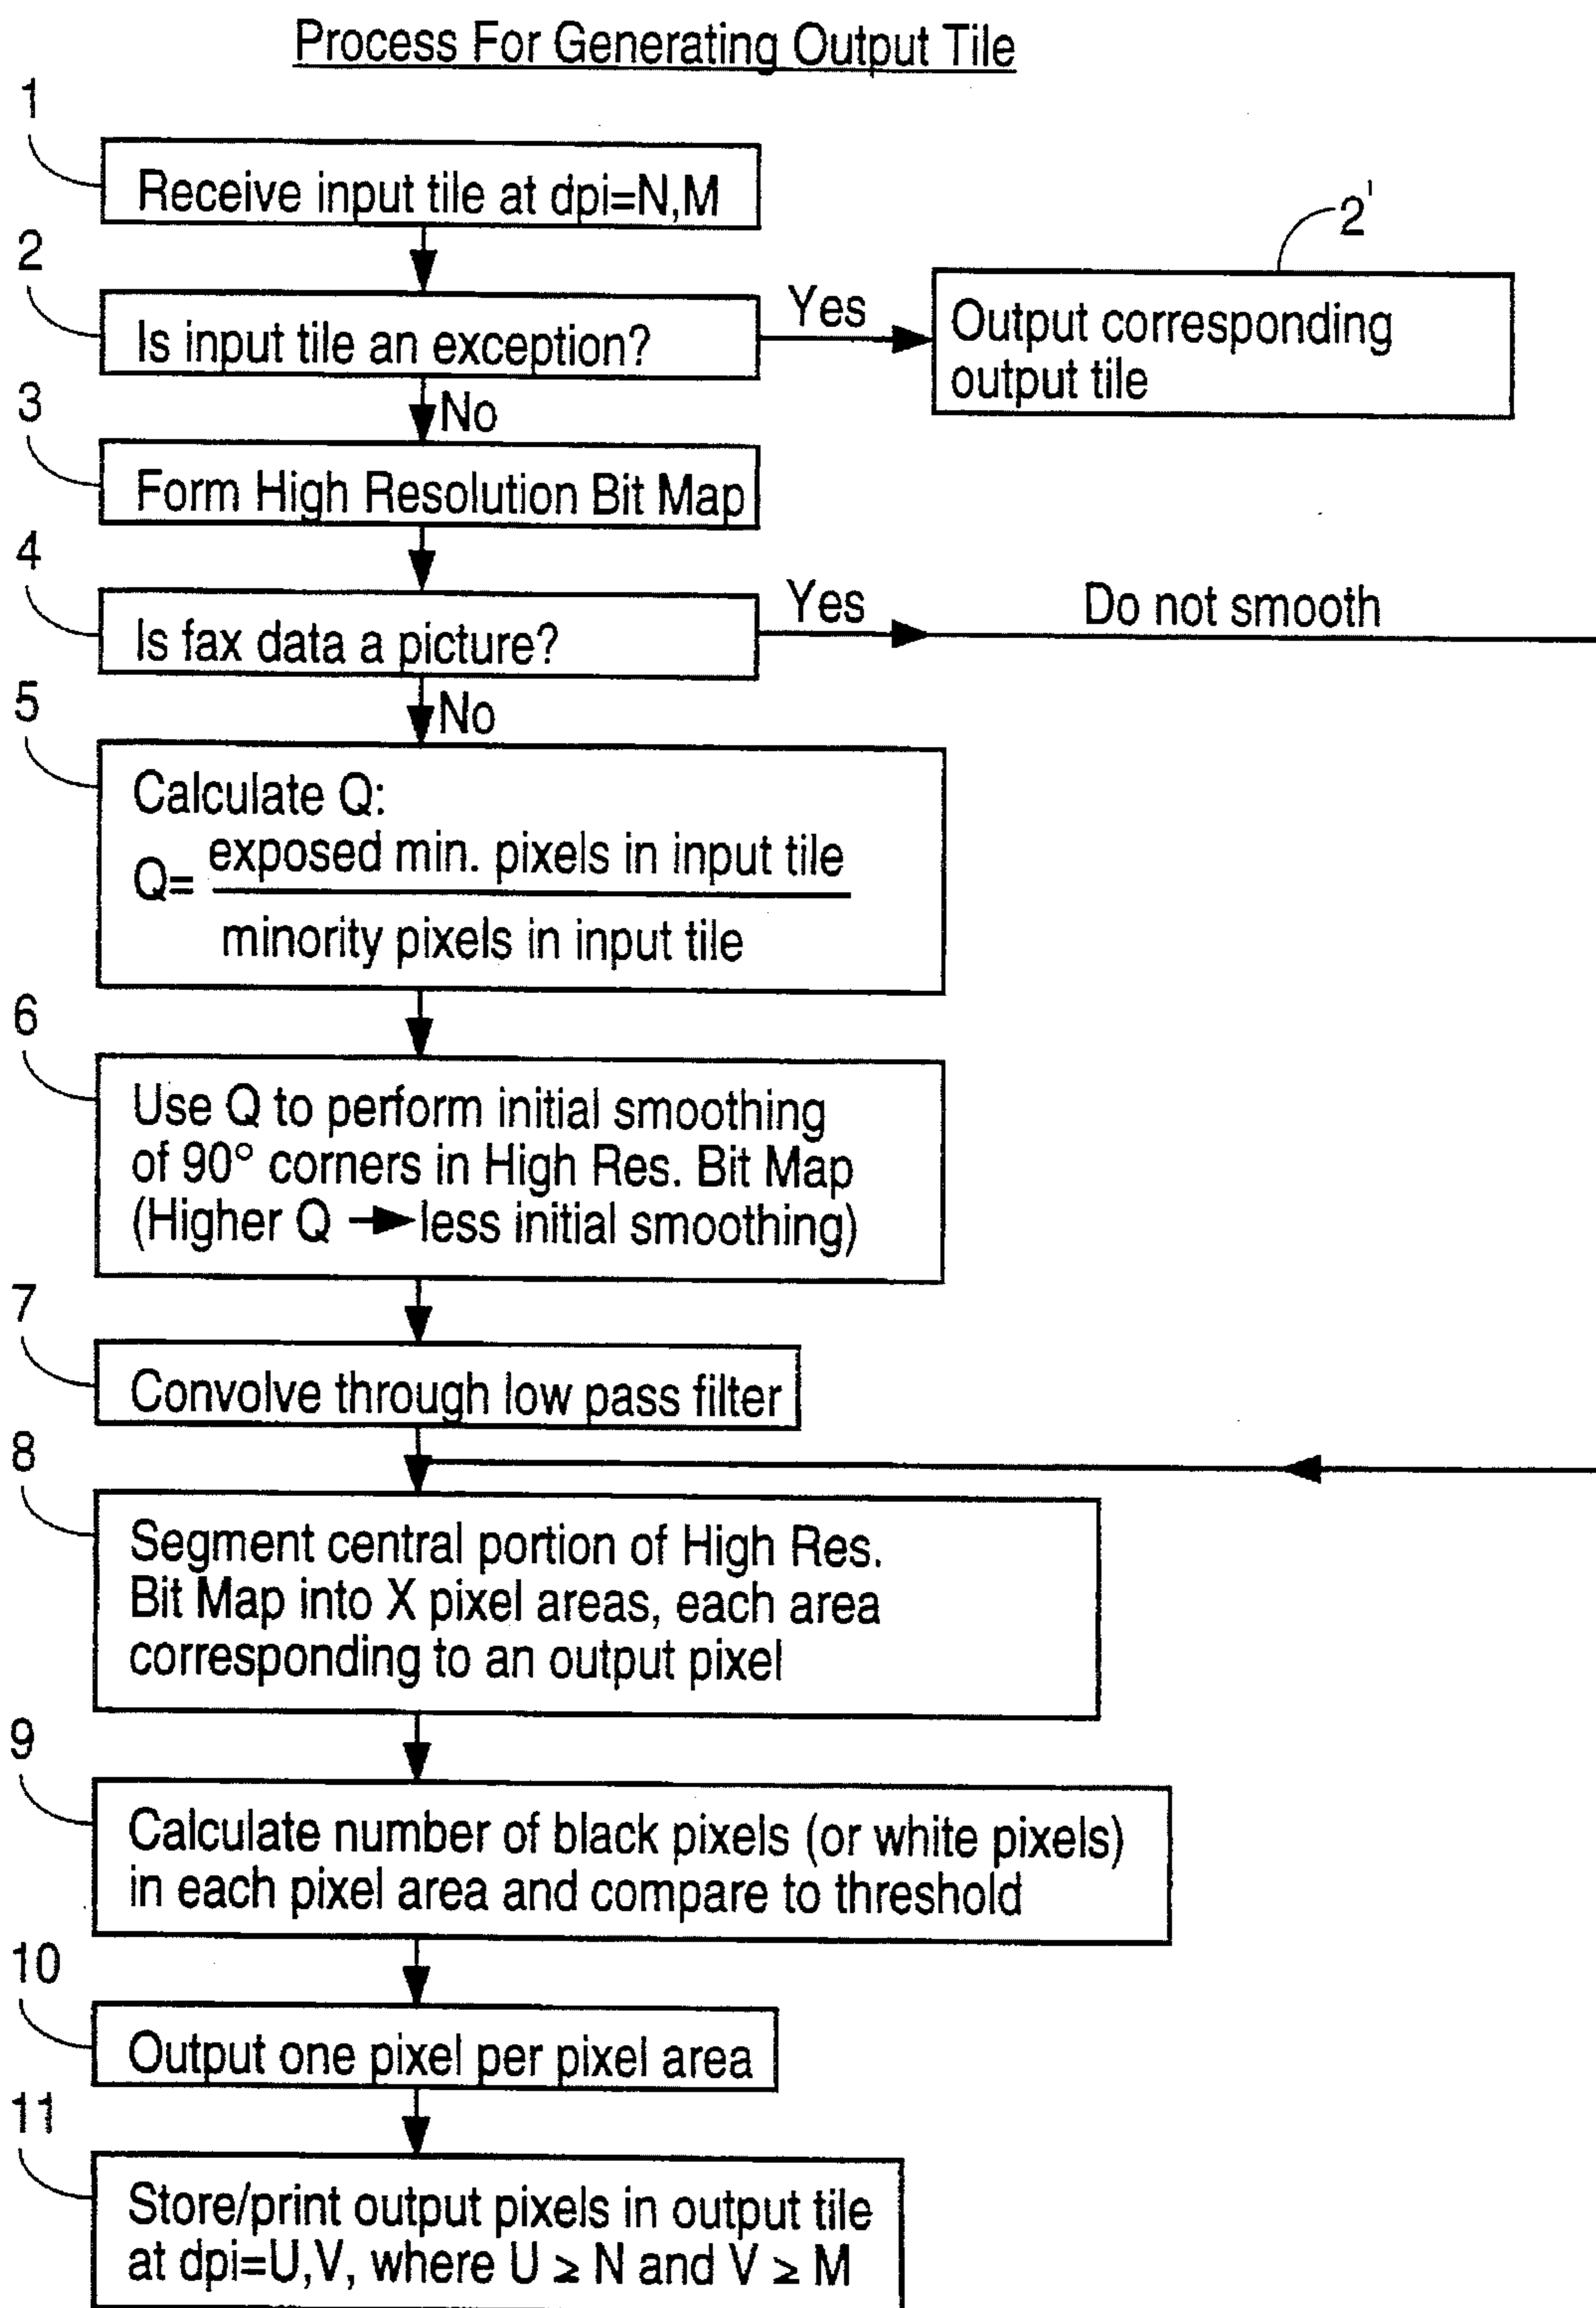 Process For Generating Output Tile
1
Receive input tile at dpi=N,M
2
Is input tile an exception?
Yes
2'
Output corresponding
output tile
No
3
Form High Resolution Bit Map
4
Is fax data a picture?
Yes
Do not smooth
No
5
Calculate Q:
Q= exposed min. pixels in input tile
minority pixels in input tile
6
Use Q to perform initial smoothing
of 90° corners in High Res. Bit Map
(Higher Q → less initial smoothing)
7
Convolve through low pass filter
8
Segment central portion of High Res.
Bit Map into X pixel areas, each area
corresponding to an output pixel
9
Calculate number of black pixels (or white pixels)
in each pixel area and compare to threshold
10
Output one pixel per pixel area
11
Store/print output pixels in output tile
at dpi=U,V, where U ≥ N and V ≥ M